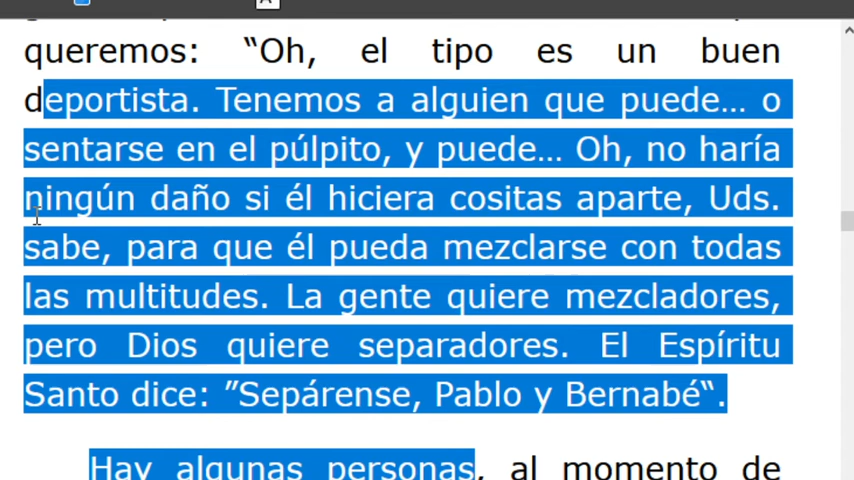 queremos: “Oh, el tipo es un buen
deportista. Tenemos a alguien que puede... o
sentarse en el púlpito, y puede... Oh, no haría
ningún daño si él hiciera cositas aparte, Uds.
sabe, para que él pueda mezclarse con todas
las multitudes. La gente quiere mezcladores,
pero Dios quiere separadores. El Espíritu
Santo dice: ”Sepárense, Pablo y Bernabé“.
Hay algunas personas, al momento de